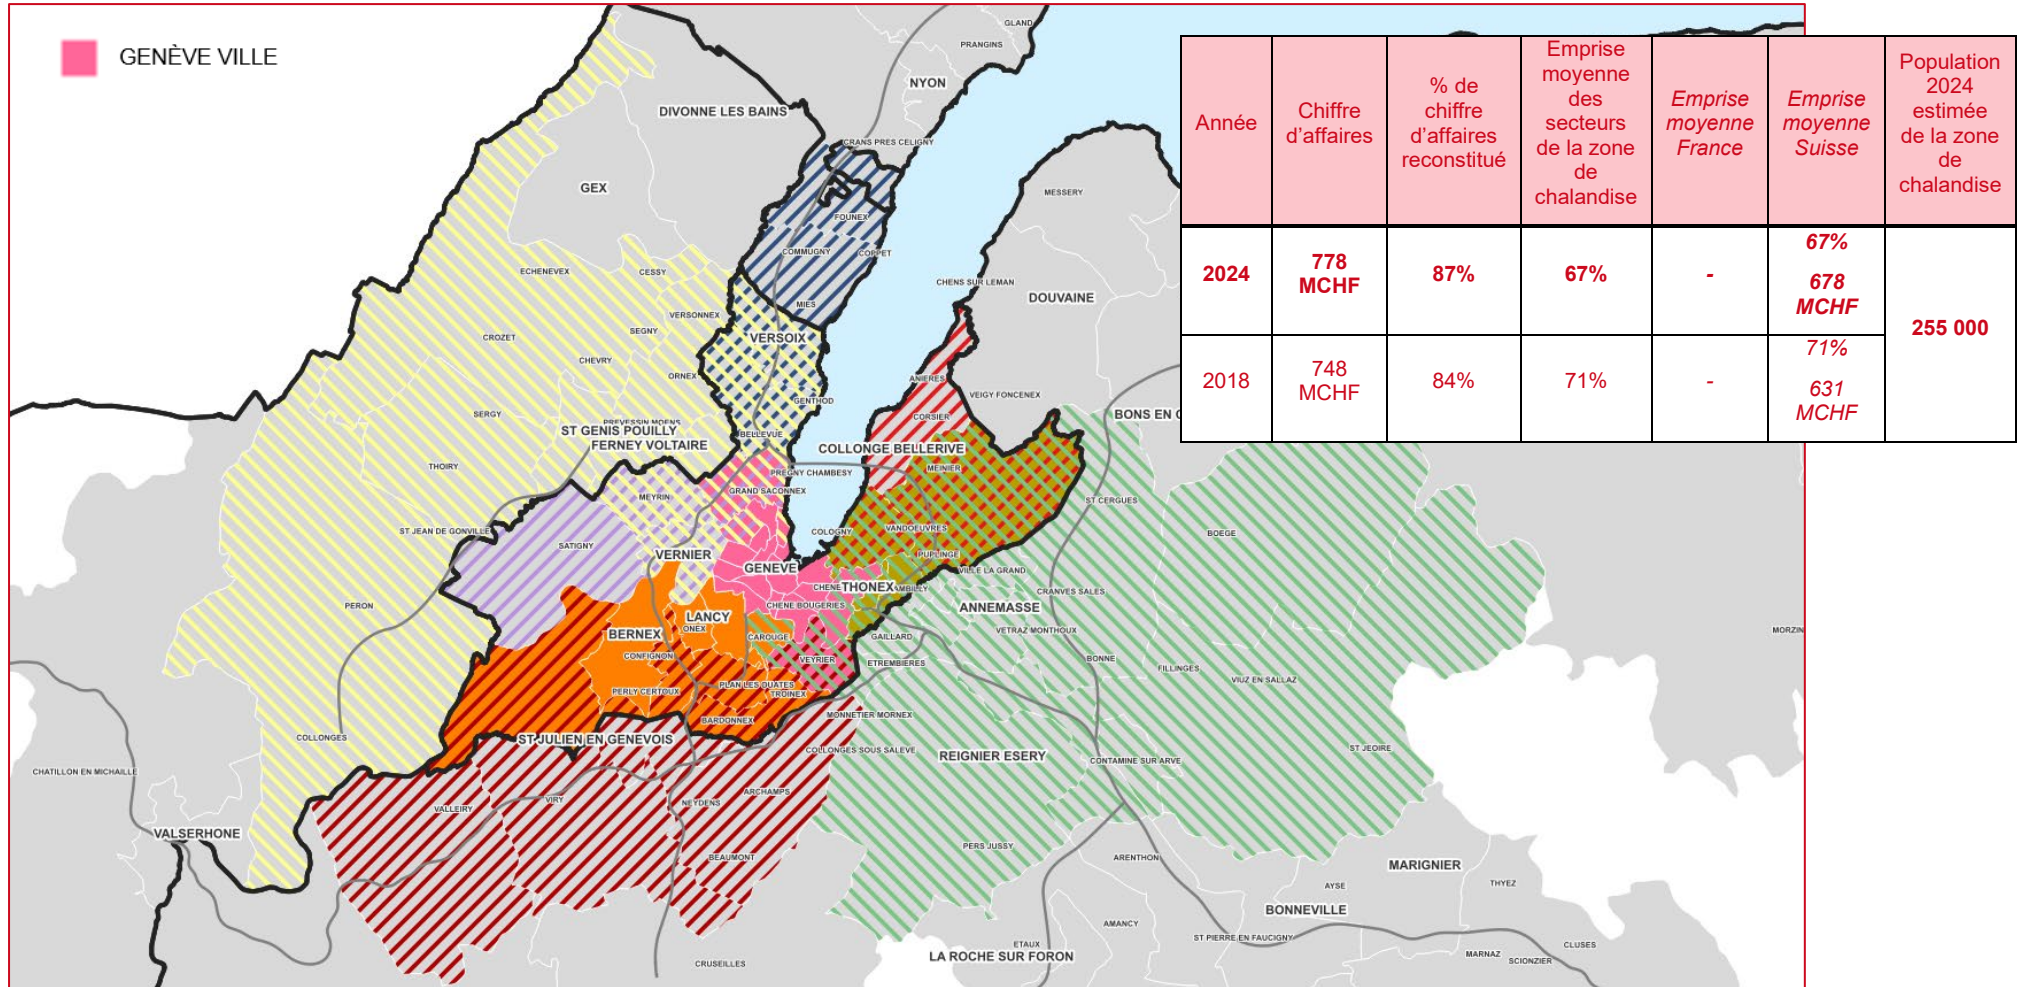 GENÈVE VILLE
Année
Chiffre
d'affaires
% de
chiffre
d'affaires
reconstitué
Emprise
moyenne
des
secteurs
de la zone
de
chalandise
Emprise
moyenne
France
Emprise
moyenne
Suisse
Population
2024
estimée
de la zone
de
chalandise
2024
778
MCHF
87%
67%
-
67%
678
MCHF
255 000
2018
748
MCHF
84%
71%
-
71%
631
MCHF
GLAND
PRANGINS
NYON
DIVONNE LES BAINS
CRANS PRES CELIGNY
GEX
MESSERY
FOUNEX
COMMUGNY
COPPET
ECHENEVEX
CESSY
CHENS SUR LEMAN
DOUVAINE
MIES
VERSONNEX
SEGNY
CROZET
VERSOIX
CHEVRY
ORNEX
ANIERES
VEIGY FONCENEX
GENTHOD
SERGY
CORSIER
BONS EN C
PREVESSIN MOENS
ST GENIS POUILLY
BELLEVUE
FERNEY VOLTAIRE
COLLONGE BELLERIVE
THOIRY
MEINIER
PREGNY CHAMBESY
MEYRIN
GRAND SACONNEX
ST CERGUES
ST JEAN DE GONVILLE
COLOGNY
VANDOEUVRES
BOEGE
SATIGNY
VERNIER
PUPLINGE
GENEVE
VILLE LA GRAND
CHENE
THONEX
AMBILLY
CRANVES SALES
PERON
CHENE BOUGERIES
ANNEMASSE
LANCY
ONEX
BERNEX
CAROUGE
GAILLARD
VETRAZ MONTHOUX
MORZIN
CONFIGNON
VEYRIER
ETREMBIERES
BONNE
FILLINGES
VIUZ EN SALLAZ
PLAN LES OUATES
PERLY CERTOUX
TROINEX
MONNETIER MORNEX
BARDONNEX
COLLONGES
ST JULIEN EN GENEVOIS
COLLONGES SOUS SALEVE
REIGNIER ESERY
ST JEOIRE
CONTAMINE SUR ARVE
CHATILLON EN MICHAILLE
ARCHAMPS
VIRY
NEYDENS
VALLEIRY
VALSERHONE
PERS JUSSY
BEAUMONT
ARENTHON
MARIGNIER
AYSE
THYEZ
BONNEVILLE
AMANCY
ST PIERRE EN FAUCIGNY
ETAUX
CLUSES
LA ROCHE SUR FORON
MARNAZ
SCIONZIER
CRUSEILLES